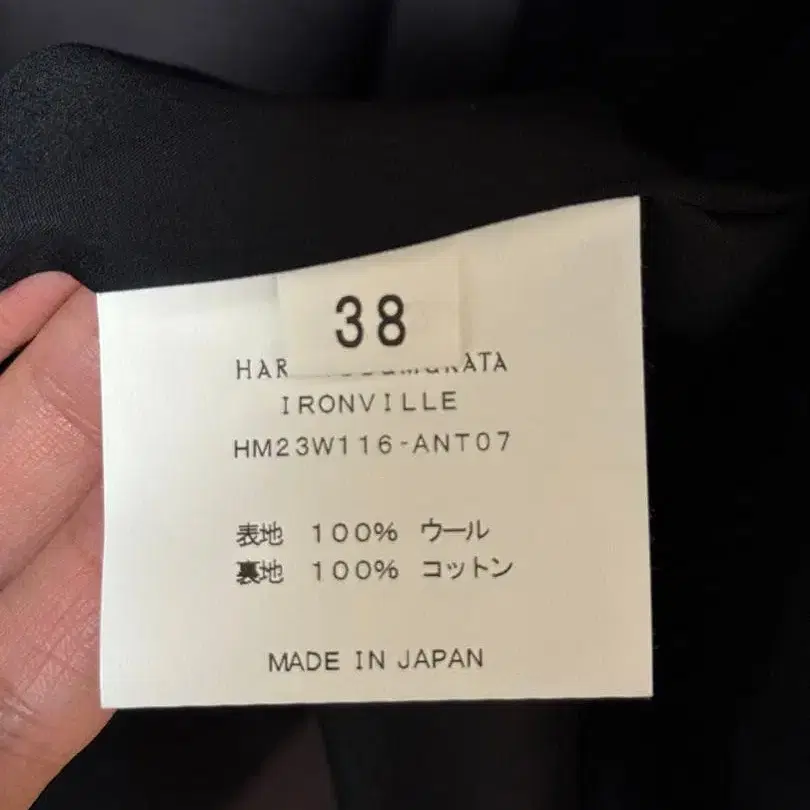 38
IRONVILLE
HM23W116-ANT07
表地 100% ウール
裏地 100% コットン
MADE IN JAPAN